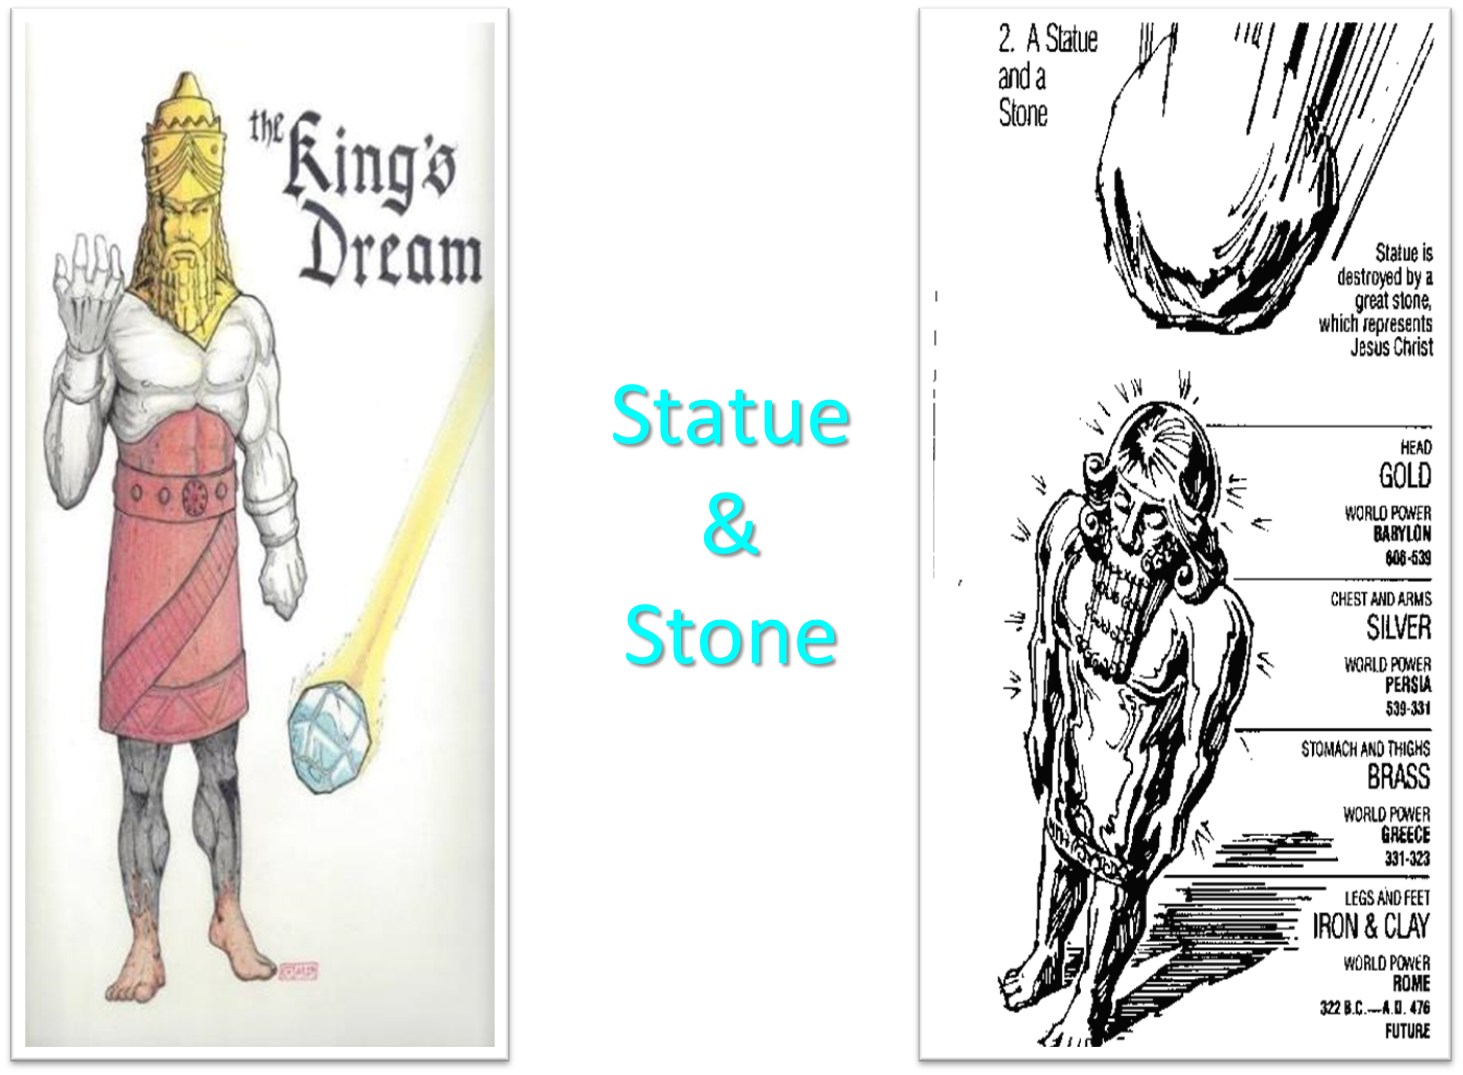 the
King's
Dream
Statue
&
Stone
2. A Statue
and a
Stone
Statue is
destroyed by a
great stone,
which represents
Jesus Christ
HEAD
GOLD
WORLD POWER
BABYLON
606-539
CHEST AND ARMS
SILVER
WORLD POWER
PERSIA
539-331
STOMACH AND THIGHS
BRASS
WORLD POWER
GREECE
331-323
LEGS AND FEET
IRON & CLAY
WORLD POWER
ROME
322 B.C.—A.D. 476
FUTURE